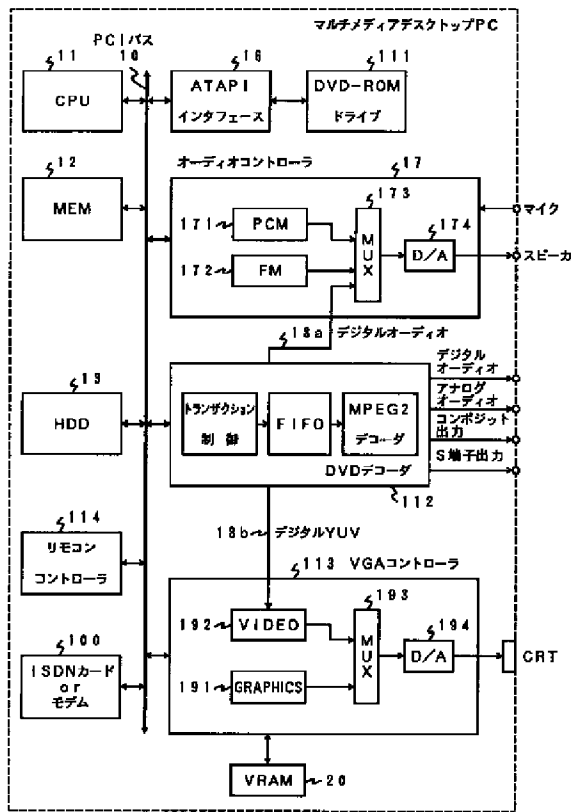 マルチメディアデスクトップPC
PCIバス
10
11
CPU
16
ATAPI
インタフェース
111
DVD-ROM
ドライブ
12
MEM
オーディオコントローラ
17
171
PCM
172
FM
173
MUX
174
D/A
マイク
スピーカ
18a
デジタルオーディオ
19
HDD
トランザクション
制御
FIFO
MPEG2
デコーダ
DVDデコーダ
112
デジタル
オーディオ
アナログ
オーディオ
コンポジット
出力
S端子出力
18b
デジタルYUV
114
リモコン
コントローラ
113
VGAコントローラ
192
VIDEO
191
GRAPHICS
193
MUX
194
D/A
CRT
100
ISDNカード
or
モデム
VRAM
20